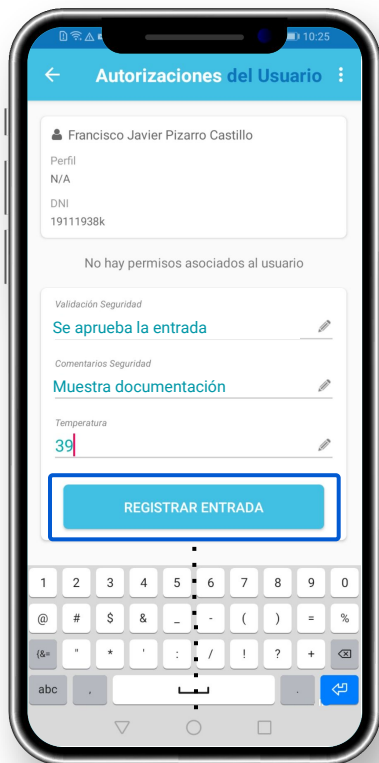 10:25
Autorizaciones del Usuario
Francisco Javier Pizarro Castillo
Perfil
N/A
DNI
19111938k
No hay permisos asociados al usuario
Validación Seguridad
Se aprueba la entrada
Comentarios Seguridad
Muestra documentación
Temperatura
39
REGISTRAR ENTRADA
1 2 3 4 5 6 7 8 9 0
@ # $ & _ - ( ) = %
{&= " * ' : / ! ? + 
abc , .